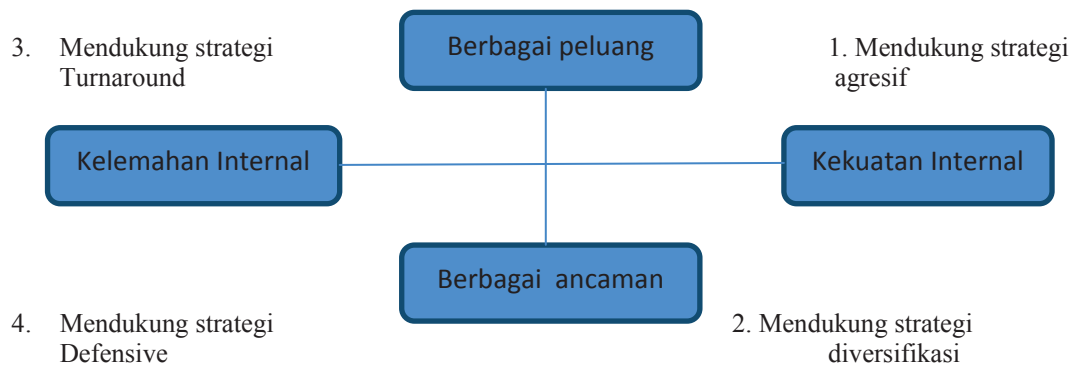 3. Mendukung strategi
Turnaround
Berbagai peluang
1. Mendukung strategi
agresif
Kelemahan Internal
Kekuatan Internal
Berbagai ancaman
4. Mendukung strategi
Defensive
2. Mendukung strategi
diversifikasi